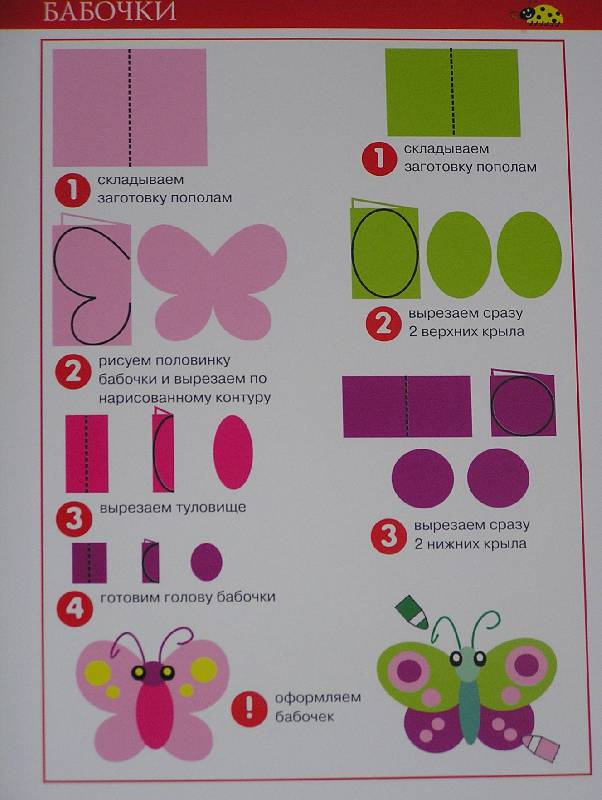 БАБОЧКИ
1
складываем
заготовку пополам
2
рисуем половинку
бабочки и вырезаем по
нарисованному контуру
3
вырезаем туловище
4
готовим голову бабочки
1
складываем
заготовку пополам
2
вырезаем сразу
2 верхних крыла
3
вырезаем сразу
2 нижних крыла
!
оформляем
бабочек